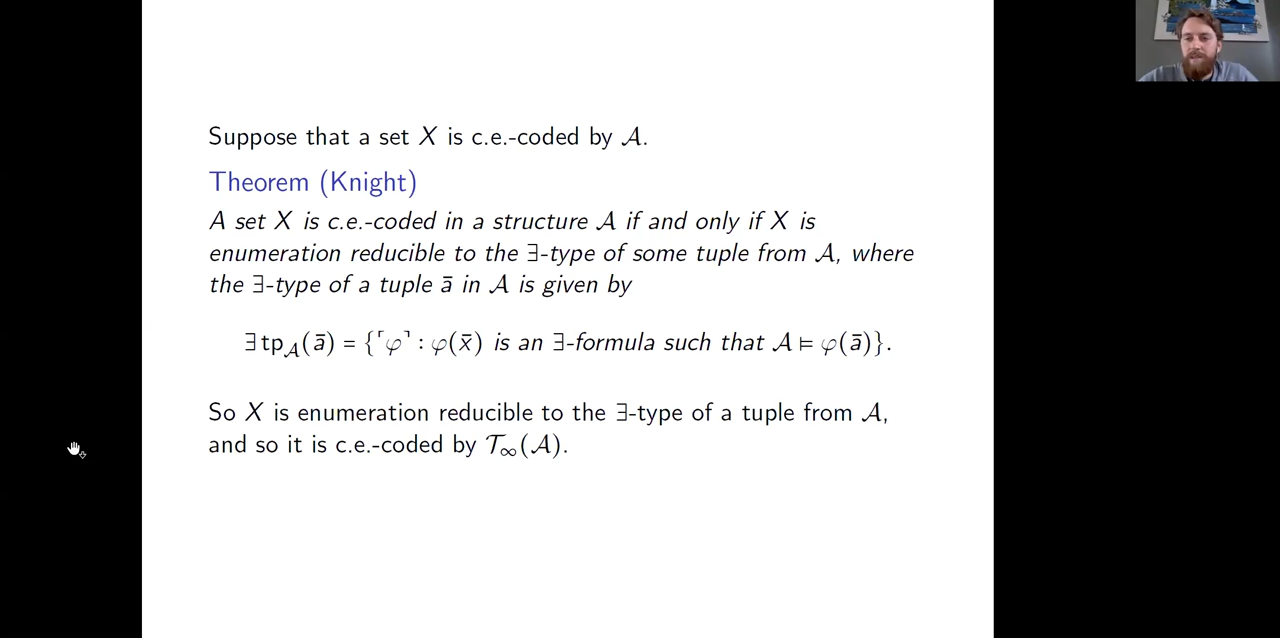 Suppose that a set X is c.e.-coded by 𝒜.
Theorem (Knight)
A set X is c.e.-coded in a structure 𝒜 if and only if X is
enumeration reducible to the ∃-type of some tuple from 𝒜, where
the ∃-type of a tuple ā in 𝒜 is given by
∃ tp_𝒜(ā) = {⌜φ⌝ : φ(x̄) is an ∃-formula such that 𝒜 ⊨ φ(ā)}.
So X is enumeration reducible to the ∃-type of a tuple from 𝒜,
and so it is c.e.-coded by 𝒯_∞(𝒜).